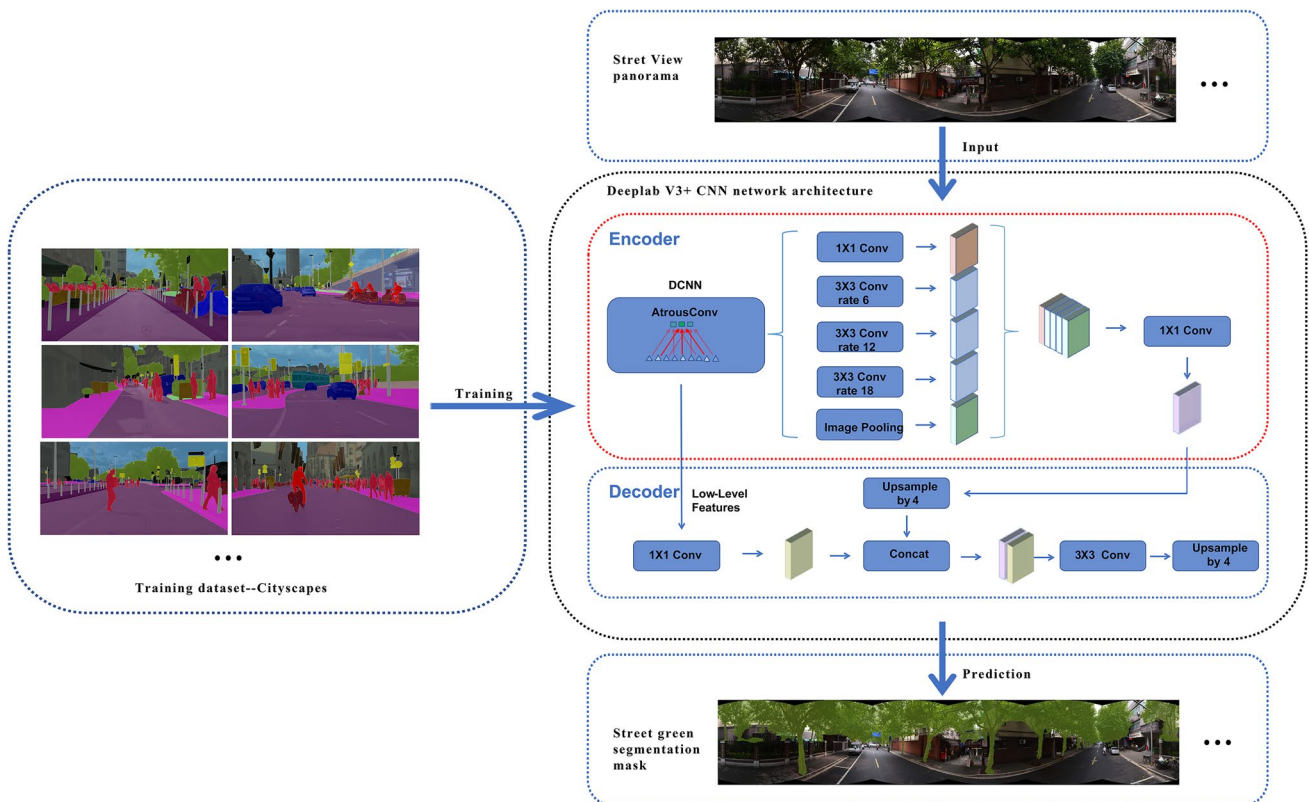 Stret View
panorama
...
Input
Deeplab V3+ CNN network architecture
Encoder
DCNN
AtrousConv
1X1 Conv
3X3 Conv
rate 6
3X3 Conv
rate 12
3X3 Conv
rate 18
Image Pooling
1X1 Conv
Training
...
Training dataset--Cityscapes
Decoder
Low-Level
Features
Upsample
by 4
1X1 Conv
Concat
3X3 Conv
Upsample
by 4
Prediction
Street green
segmentation
mask
...